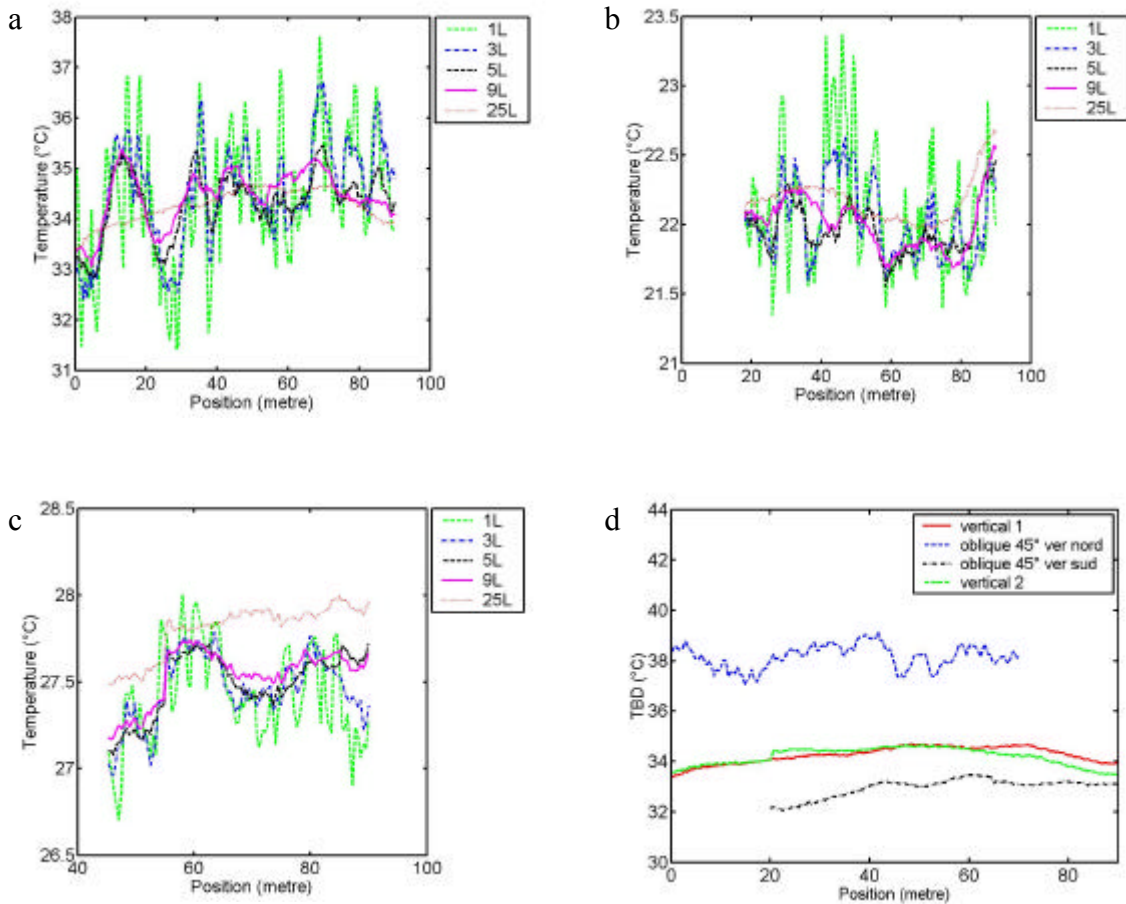 a
38
37
36
35
34
33
32
31
Temperature (°C)
0
20
40
60
80
100
Position (metre)
1L
3L
5L
9L
25L
b
23.5
23
22.5
22
21.5
21
Temperature (°C)
0
20
40
60
80
100
Position (metre)
1L
3L
5L
9L
25L
c
28.5
28
27.5
27
26.5
Temperature (°C)
40
60
80
100
Position (metre)
1L
3L
5L
9L
25L
d
44
42
40
38
36
34
32
30
TBD (°C)
0
20
40
60
80
Position (metre)
vertical 1
oblique 45° ver nord
oblique 45° ver sud
vertical 2